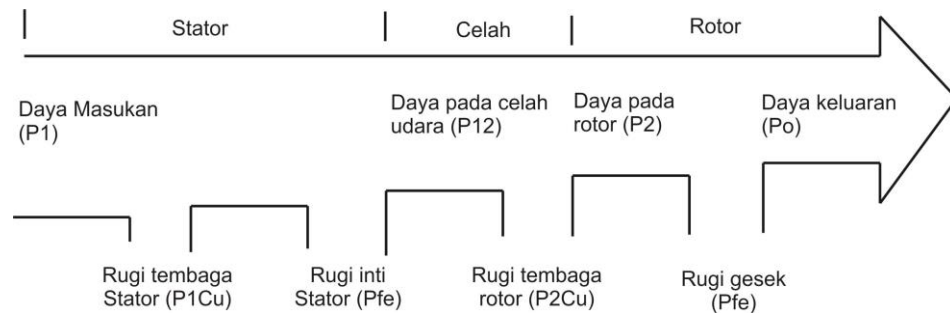 Stator
Celah
Rotor
Daya Masukan
(P1)
Daya pada celah
udara (P12)
Daya pada
rotor (P2)
Daya keluaran
(Po)
Rugi tembaga
Stator (P1Cu)
Rugi inti
Stator (Pfe)
Rugi tembaga
rotor (P2Cu)
Rugi gesek
(Pfe)